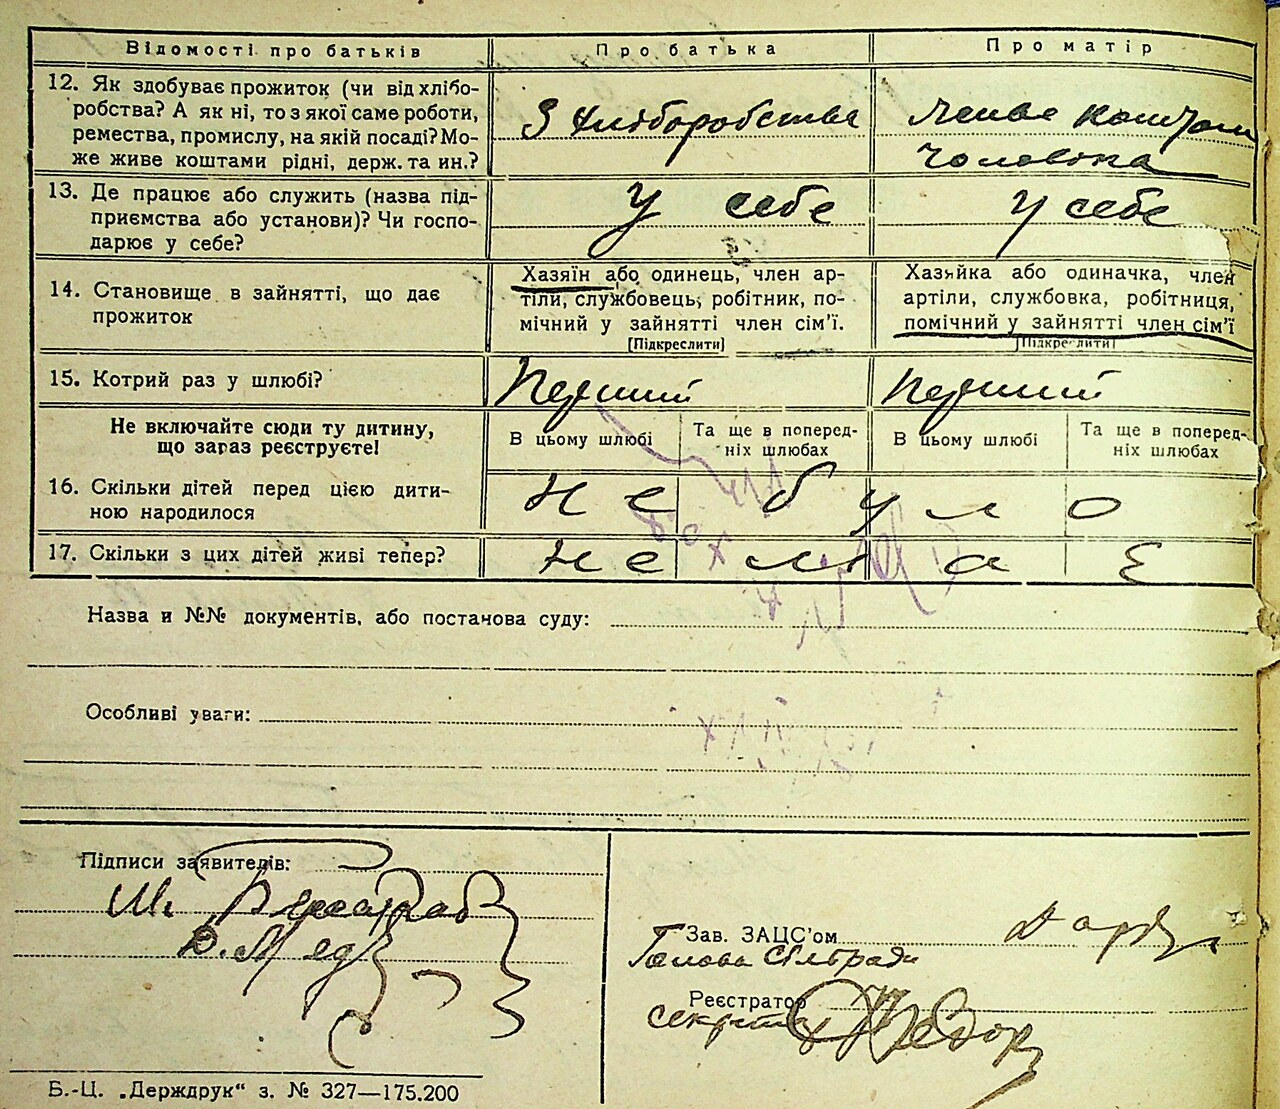 Відомості про батьків
Про батька
Про матір
12. Як здобуває прожиток (чи від хлібо-
робства? А як ні, то з якої саме роботи,
ремества, промислу, на якій посаді? Мо-
же живе коштами рідні, держ. та ин.?
З хліборобства
живе коштом
чоловіка
13. Де працює або служить (назва під-
приємства або установи)? Чи госпо-
дарює у себе?
У себе
У себе
14. Становище в зайнятті, що дає
прожиток
Хазяїн або одинець, член ар-
тіли, службовець, робітник, по-
мічний у зайнятті член сім'ї.
[Підкреслити]
Хазяйка або одиначка, член
артіли, службовка, робітниця,
помічний у зайнятті член сім'ї
[Підкреслити]
15. Котрий раз у шлюбі?
Перший
Перший
Не включайте сюди ту дитину,
що зараз реєструєте!
В цьому шлюбі
Та ще в поперед-
ніх шлюбах
В цьому шлюбі
Та ще в поперед-
ніх шлюбах
16. Скільки дітей перед цією дити-
ною народилося
не було
17. Скільки з цих дітей живі тепер?
немає
Назва и №№ документів, або постанова суду:
Особливі уваги:
Підписи заявителів:
Зав. ЗАЦС'ом
Голова Сільради
Реєстратор
Б.-Ц. „Держдрук“ з. № 327—175.200